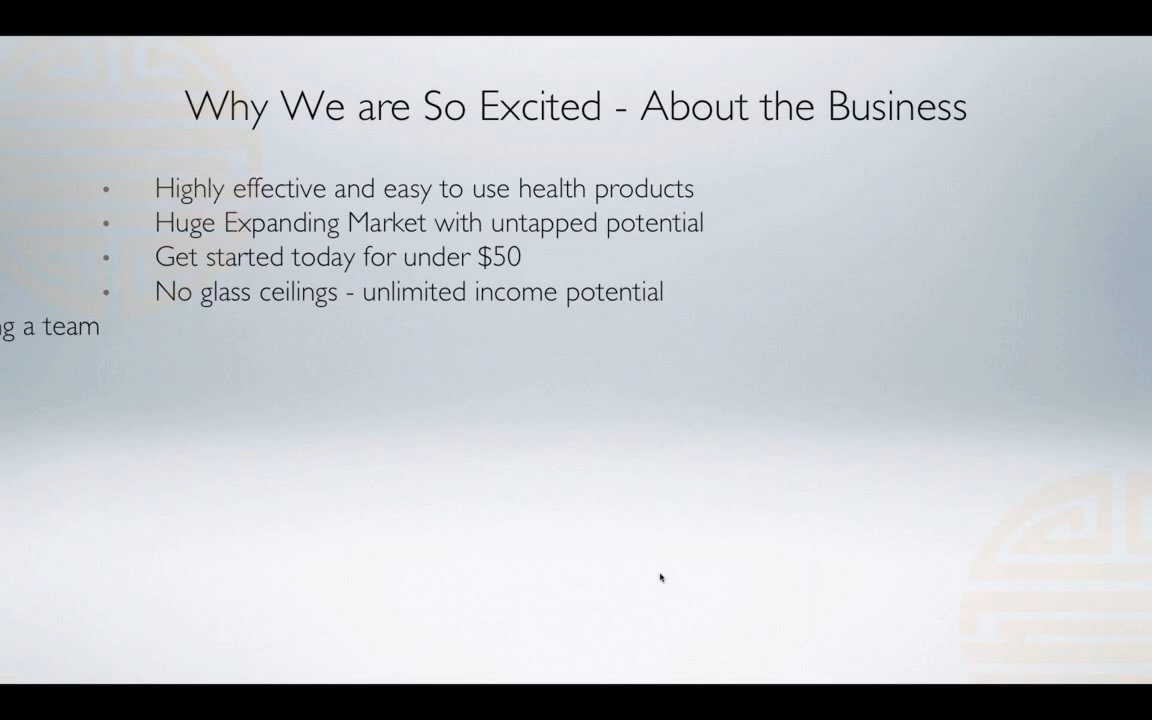 Why We are So Excited - About the Business
• Highly effective and easy to use health products
• Huge Expanding Market with untapped potential
• Get started today for under $50
• No glass ceilings - unlimited income potential
a team